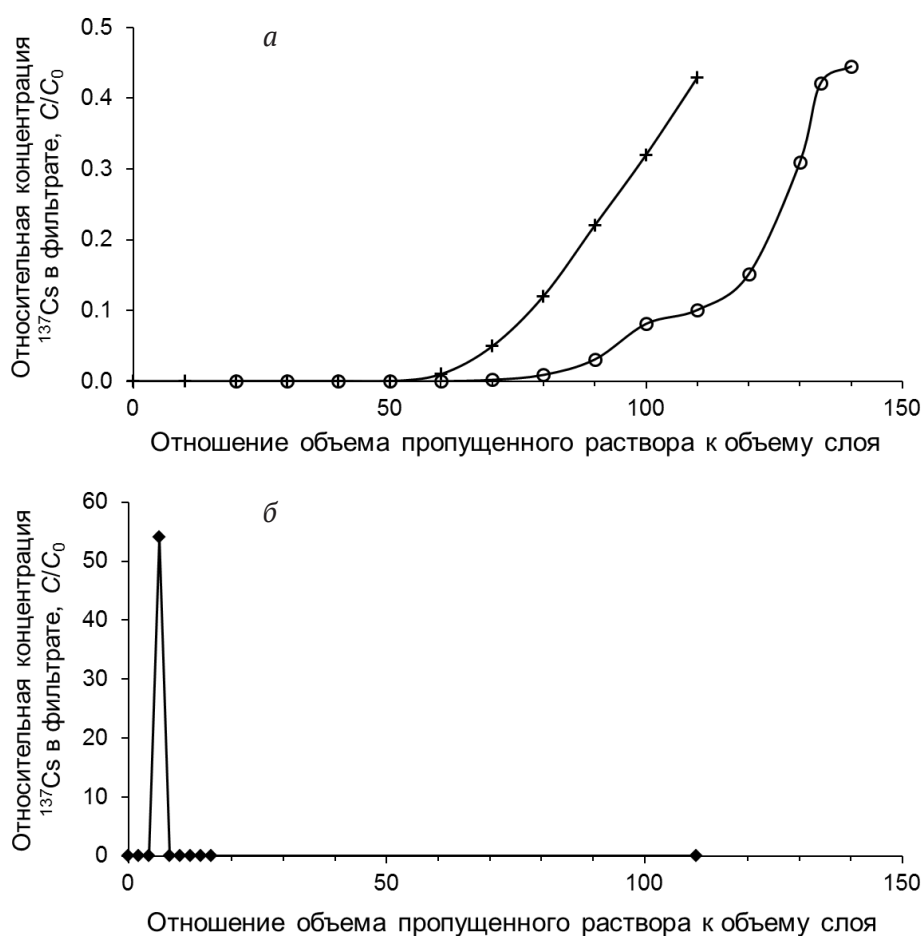 а
Относительная концентрация
¹³⁷Cs в фильтрате, C/C₀
0.5
0.4
0.3
0.2
0.1
0.0
0 50 100 150
Отношение объема пропущенного раствора к объему слоя
б
Относительная концентрация
¹³⁷Cs в фильтрате, C/C₀
60
50
40
30
20
10
0
0 50 100 150
Отношение объема пропущенного раствора к объему слоя